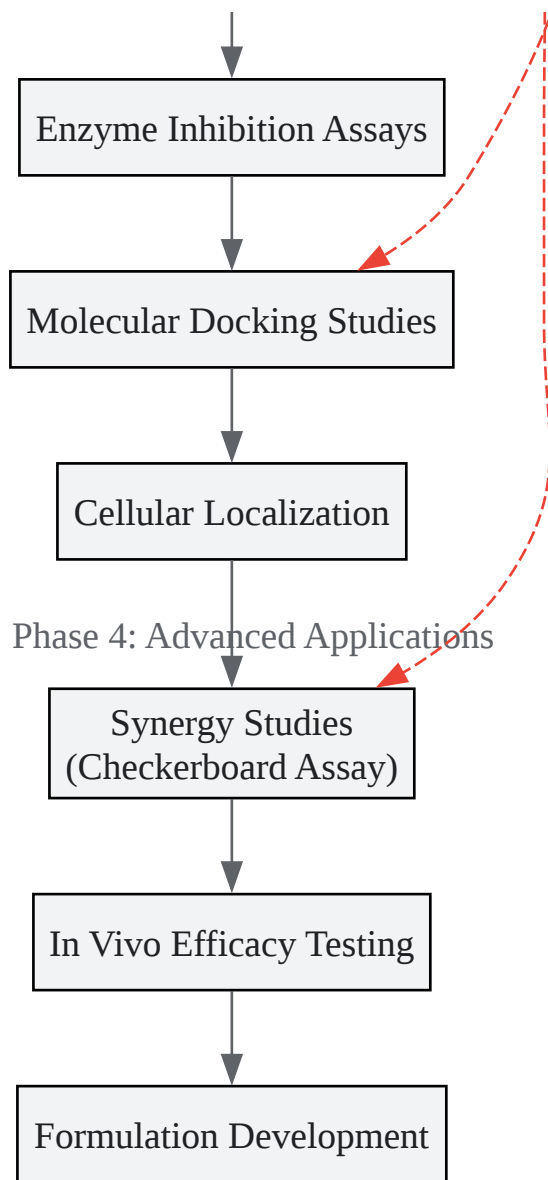 Enzyme Inhibition Assays
Molecular Docking Studies
Cellular Localization
Phase 4: Advanced Applications
Synergy Studies
(Checkerboard Assay)
In Vivo Efficacy Testing
Formulation Development